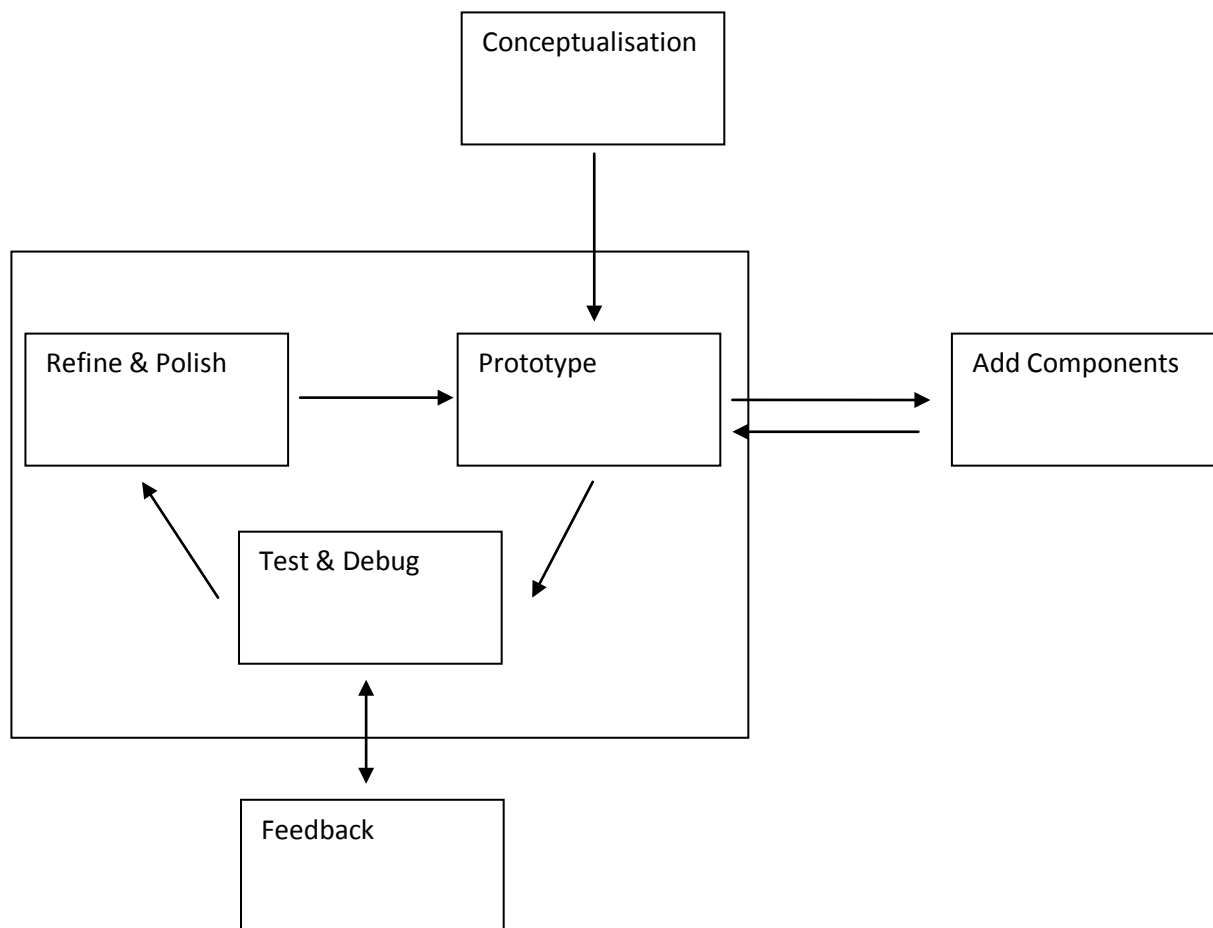 Conceptualisation
Refine & Polish
Prototype
Add Components
Test & Debug
Feedback